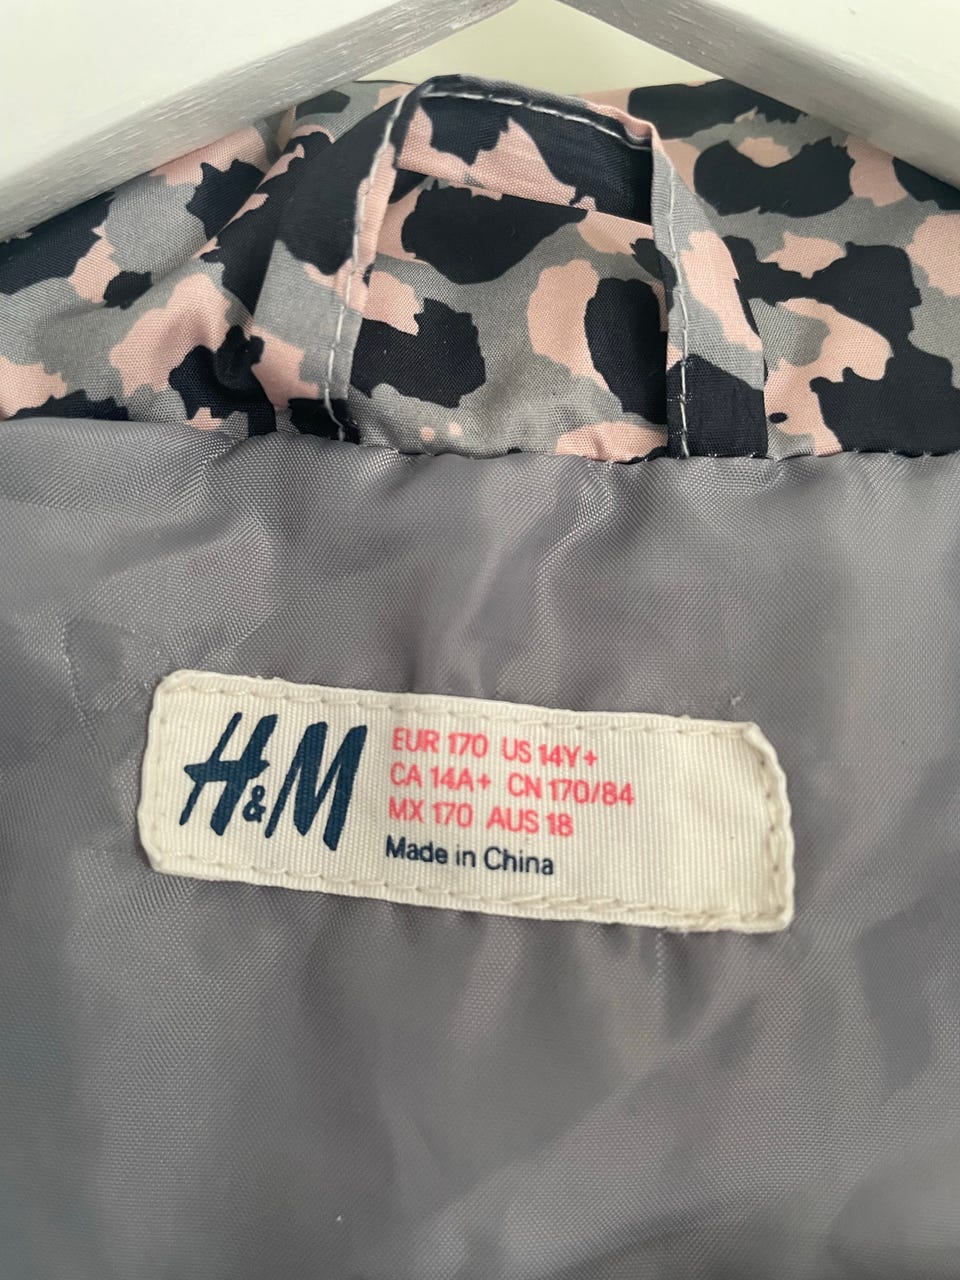 H&M
EUR 170 US 14Y+
CA 14A+ CN 170/84
MX 170 AUS 18
Made in China